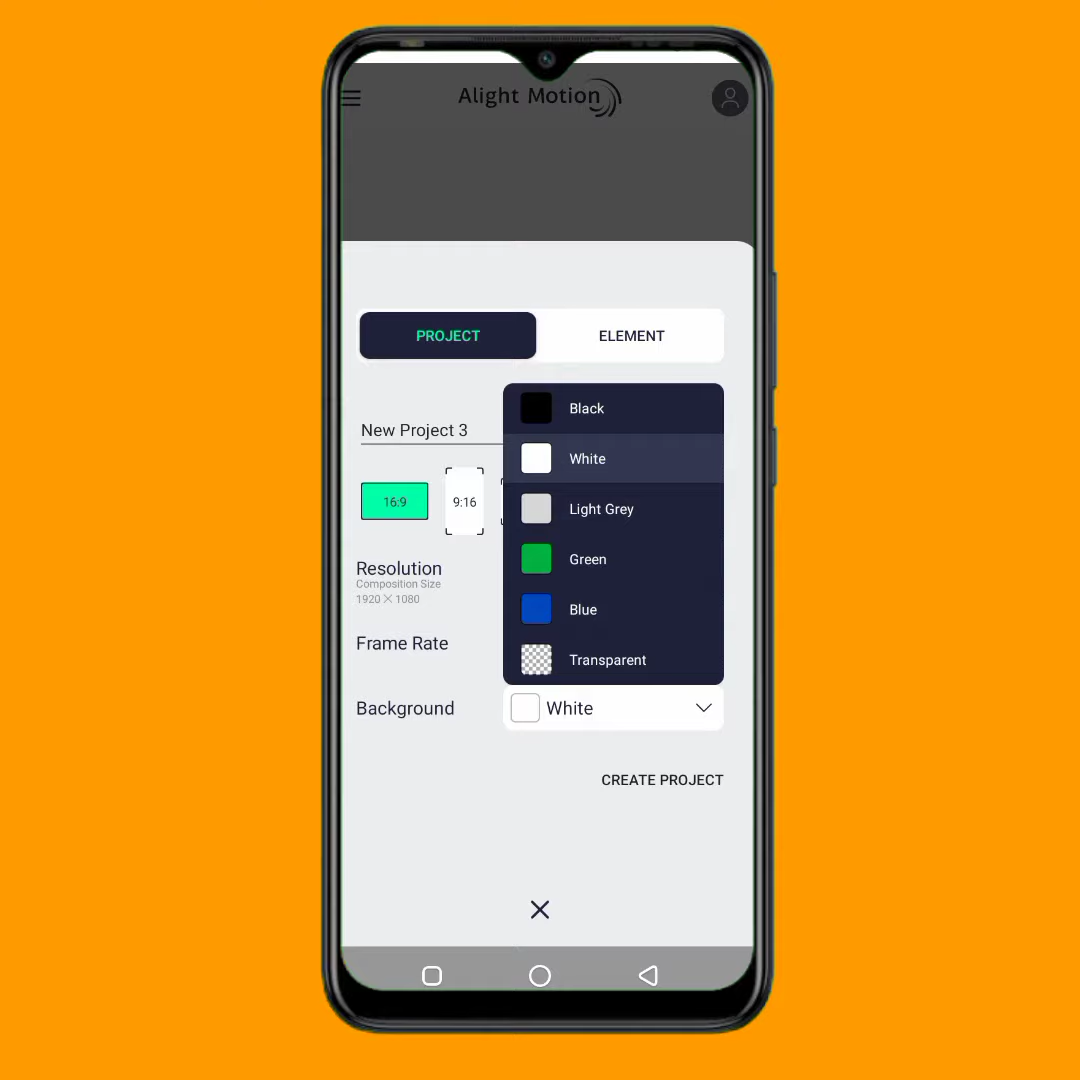 Alight Motion
PROJECT
ELEMENT
New Project 3
16:9
9:16
Resolution
Composition Size
1920 × 1080
Frame Rate
Black
White
Light Grey
Green
Blue
Transparent
Background
White
CREATE PROJECT